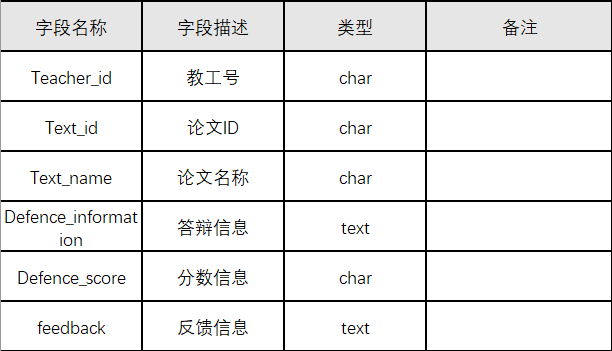 字段名称 字段描述 类型 备注
Teacher_id 教工号 char
Text_id 论文ID char
Text_name 论文名称 char
Defence_informat
ion 答辩信息 text
Defence_score 分数信息 char
feedback 反馈信息 text